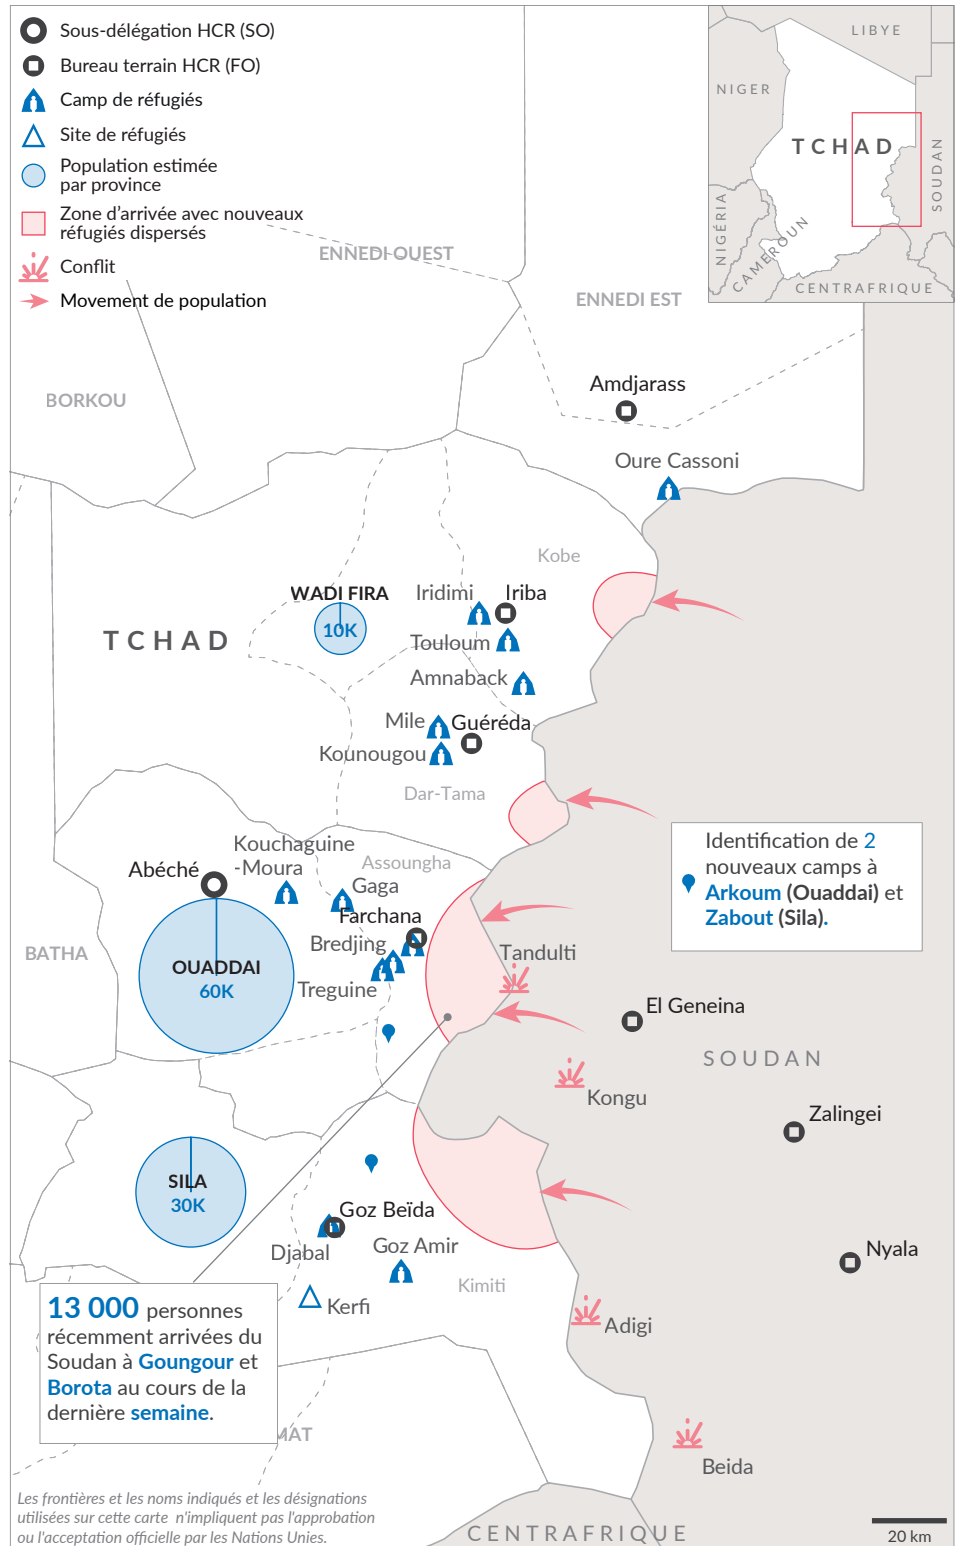 Sous-délégation HCR (SO)
Bureau terrain HCR (FO)
Camp de réfugiés
Site de réfugiés
Population estimée
par province
Zone d'arrivée avec nouveaux
réfugiés dispersés
Conflit
Movement de population
LIBYE
NIGER
TCHAD
SOUDAN
NIGÉRIA
CAMEROUN
CENTRAFRIQUE
ENNEDI OUEST
ENNEDI EST
BORKOU
Amdjarass
Oure Cassoni
Kobe
WADI FIRA
10K
Iridimi
Iriba
TCHAD
Touloum
Amnaback
Mile
Guéréda
Kounougou
Dar-Tama
Kouchaguine
-Moura
Assoungha
Abéché
Gaga
Farchana
Bredjing
Treguine
BATHA
OUADDAI
60K
Tandulti
Identification de 2
nouveaux camps à
Arkoum (Ouaddai) et
Zabout (Sila).
El Geneina
SOUDAN
Kongu
Zalingei
SILA
30K
Goz Beïda
Djabal
Goz Amir
Nyala
Kimiti
Kerfi
Adigi
13 000 personnes
récemment arrivées du
Soudan à Goungour et
Borota au cours de la
dernière semaine.
MAT
Beida
Les frontières et les noms indiqués et les désignations
utilisées sur cette carte n'impliquent pas l'approbation
ou l'acceptation officielle par les Nations Unies.
CENTRAFRIQUE
20 km